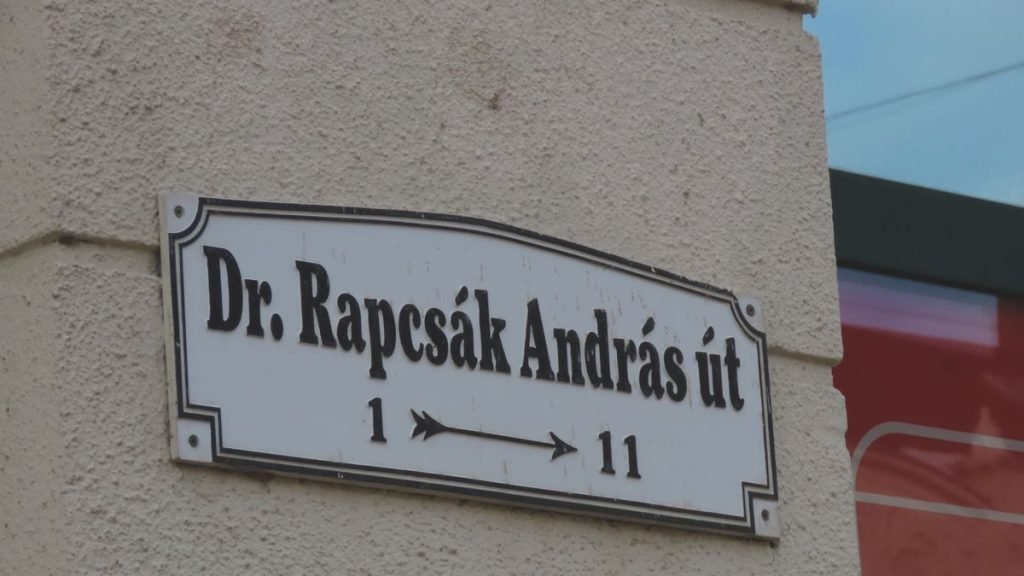 Dr. Rapcsák András út
1 → 11